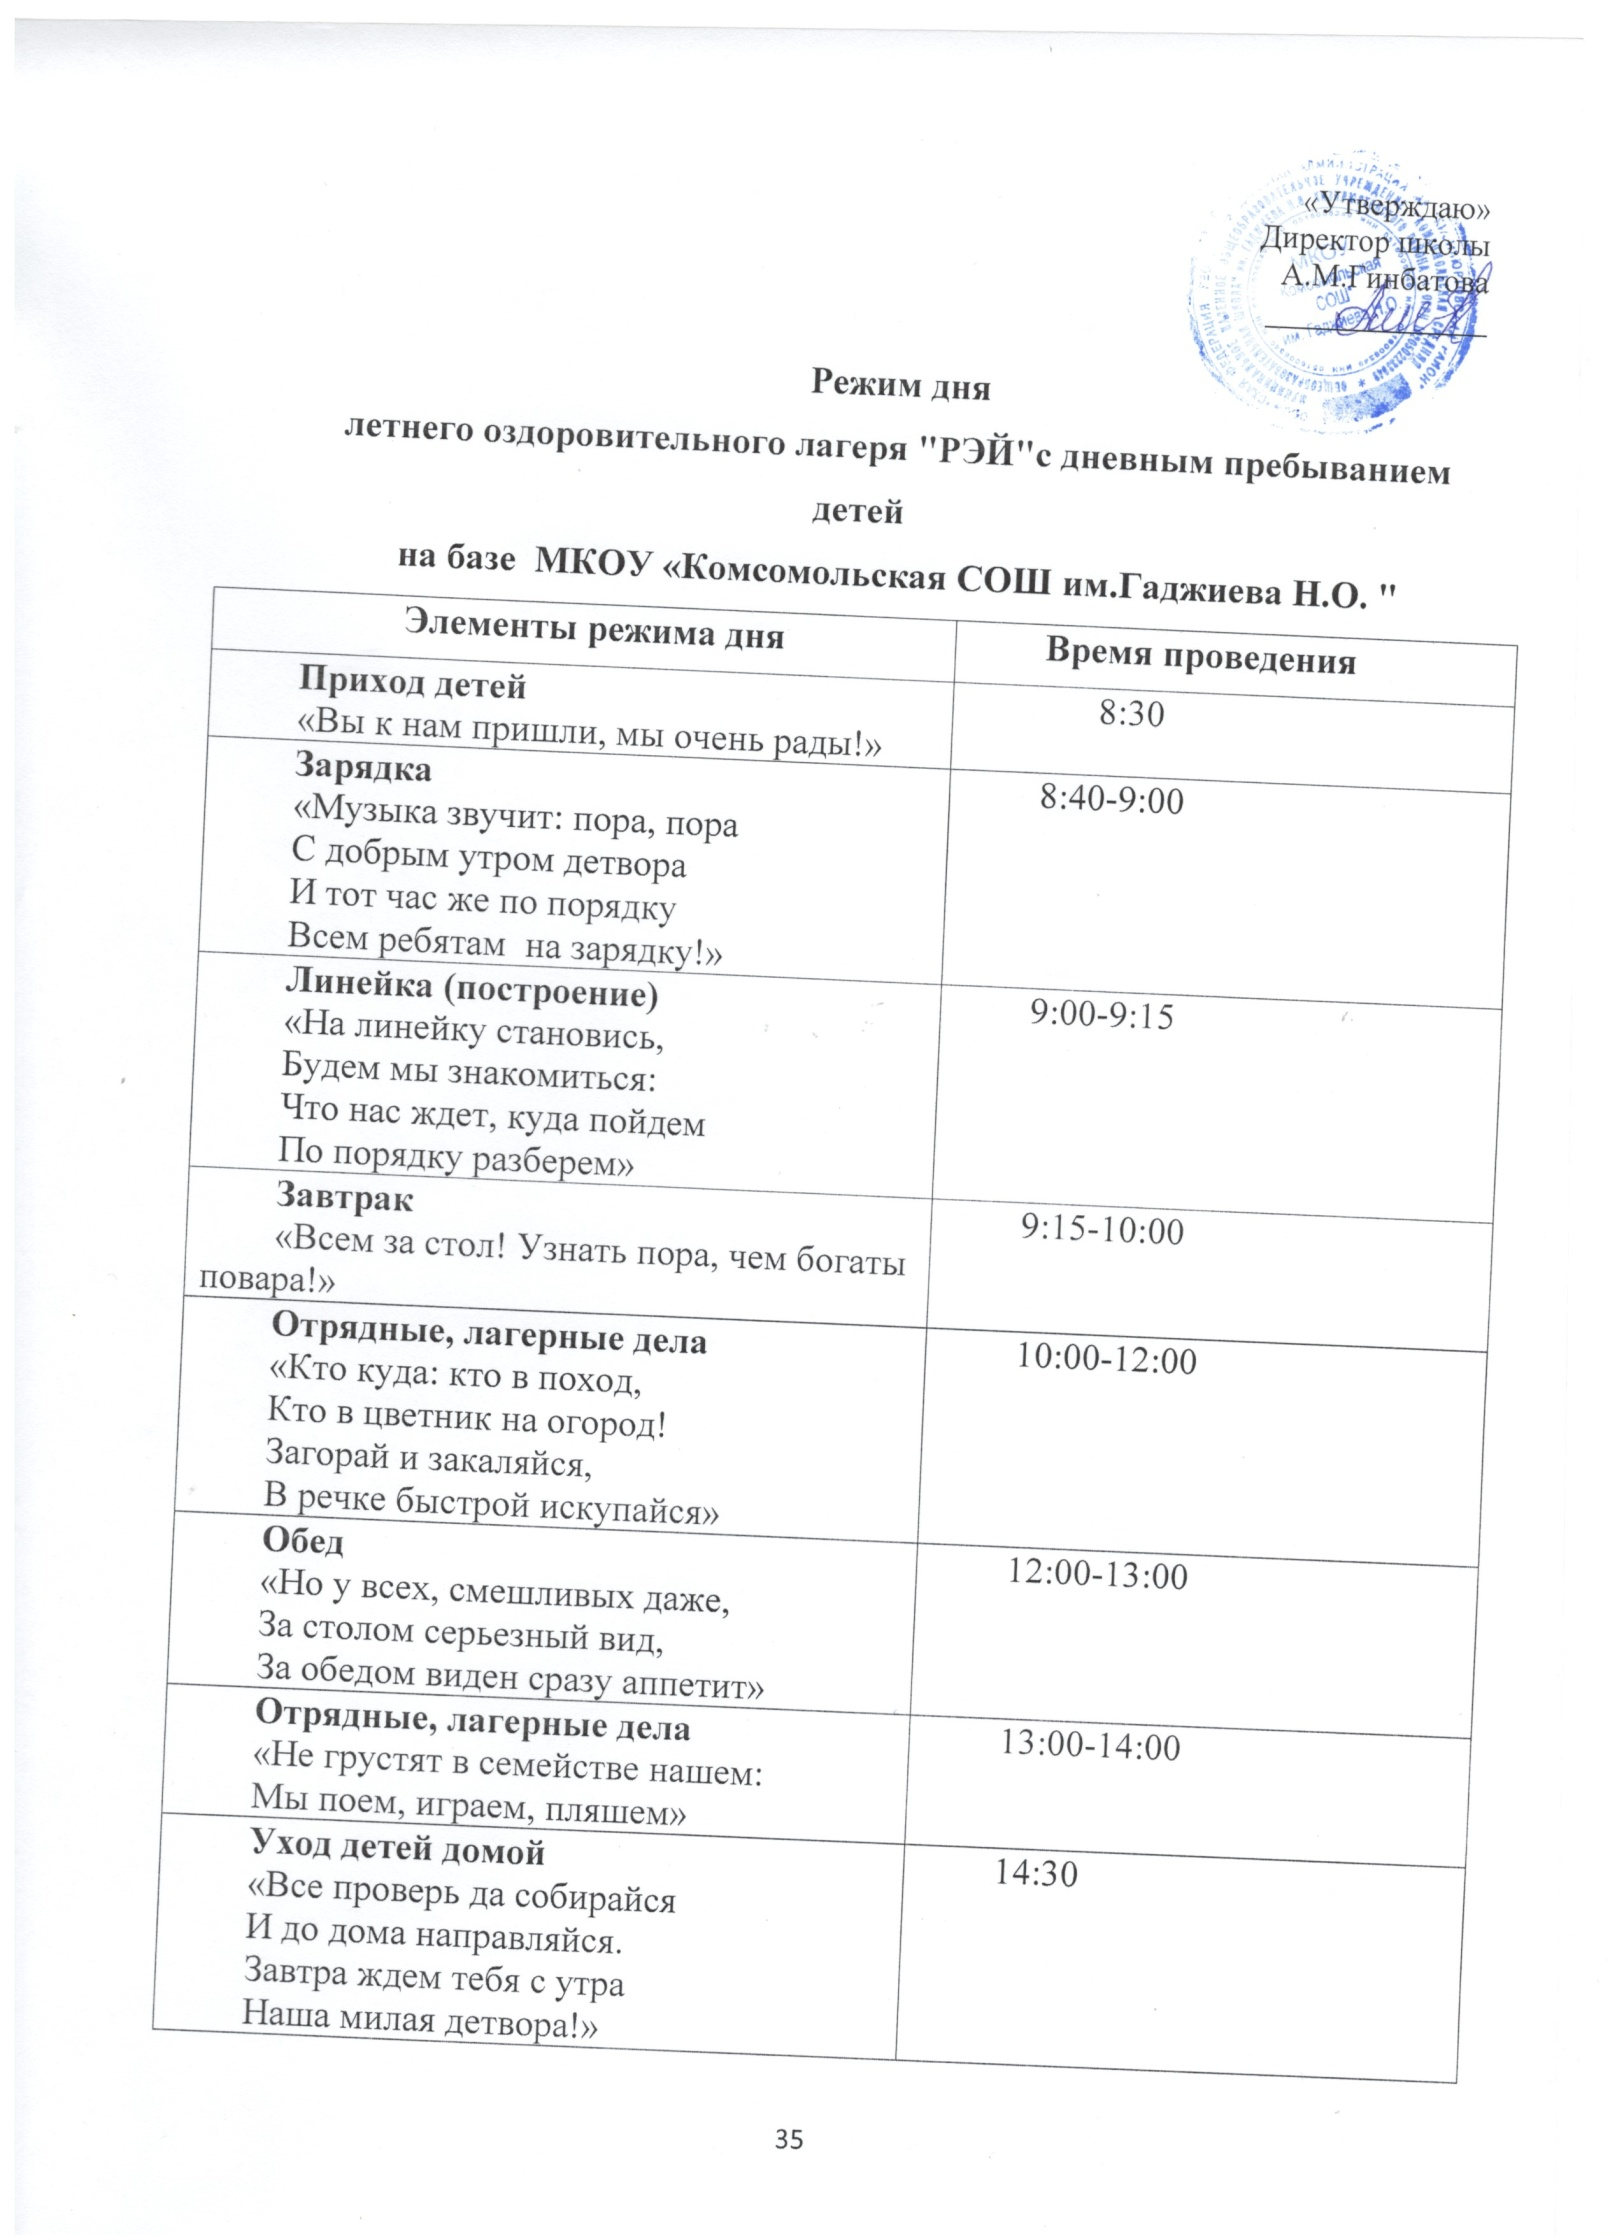 «Утверждаю»
Директор школы
А.М.Гинбатова
МКОУ
Комсомольская
СОШ
им. Гаджиева Н.О
Режим дня
летнего оздоровительного лагеря "РЭЙ"с дневным пребыванием
детей
на базе  МКОУ «Комсомольская СОШ им.Гаджиева Н.О. "
Элементы режима дня
Время проведения
Приход детей
«Вы к нам пришли, мы очень рады!»
8:30
Зарядка
«Музыка звучит: пора, пора
С добрым утром детвора
И тот час же по порядку
Всем ребятам  на зарядку!»
8:40-9:00
Линейка (построение)
«На линейку становись,
Будем мы знакомиться:
Что нас ждет, куда пойдем
По порядку разберем»
9:00-9:15
Завтрак
«Всем за стол! Узнать пора, чем богаты
повара!»
9:15-10:00
Отрядные, лагерные дела
«Кто куда: кто в поход,
Кто в цветник на огород!
Загорай и закаляйся,
В речке быстрой искупайся»
10:00-12:00
Обед
«Но у всех, смешливых даже,
За столом серьезный вид,
За обедом виден сразу аппетит»
12:00-13:00
Отрядные, лагерные дела
«Не грустят в семействе нашем:
Мы поем, играем, пляшем»
13:00-14:00
Уход детей домой
«Все проверь да собирайся
И до дома направляйся.
Завтра ждем тебя с утра
Наша милая детвора!»
14:30
35